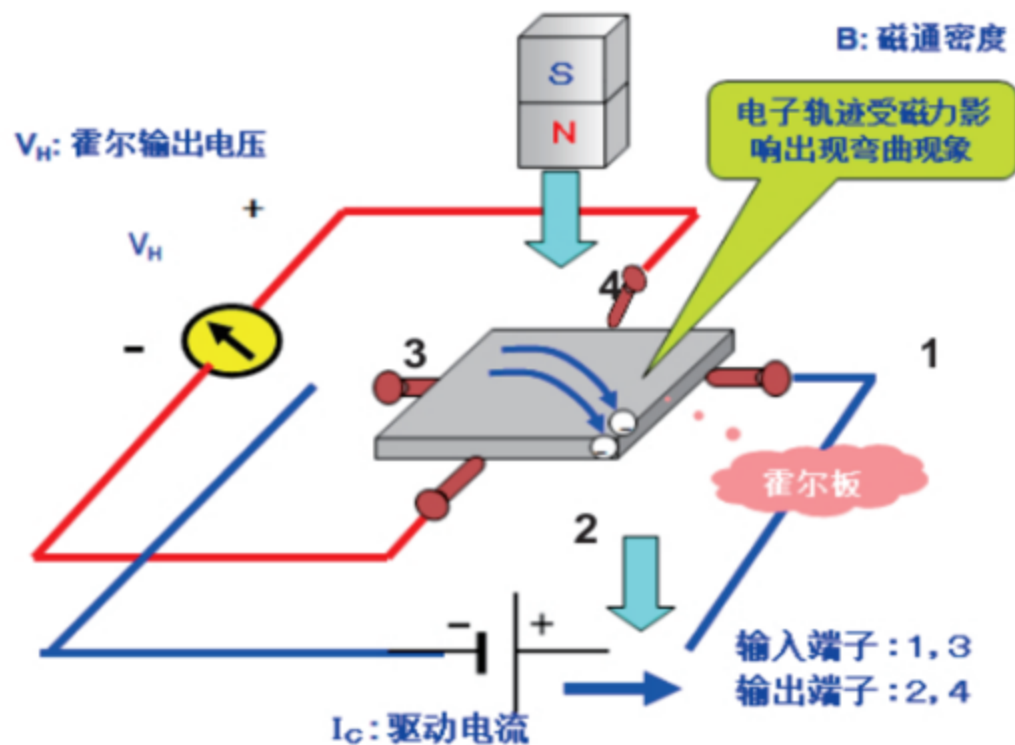 B: 磁通密度
S
N
电子轨迹受磁力影
响出现弯曲现象
VH: 霍尔输出电压
+
VH
-
4
3
1
霍尔板
2
- +
输入端子:1,3
输出端子:2,4
IC: 驱动电流
- -